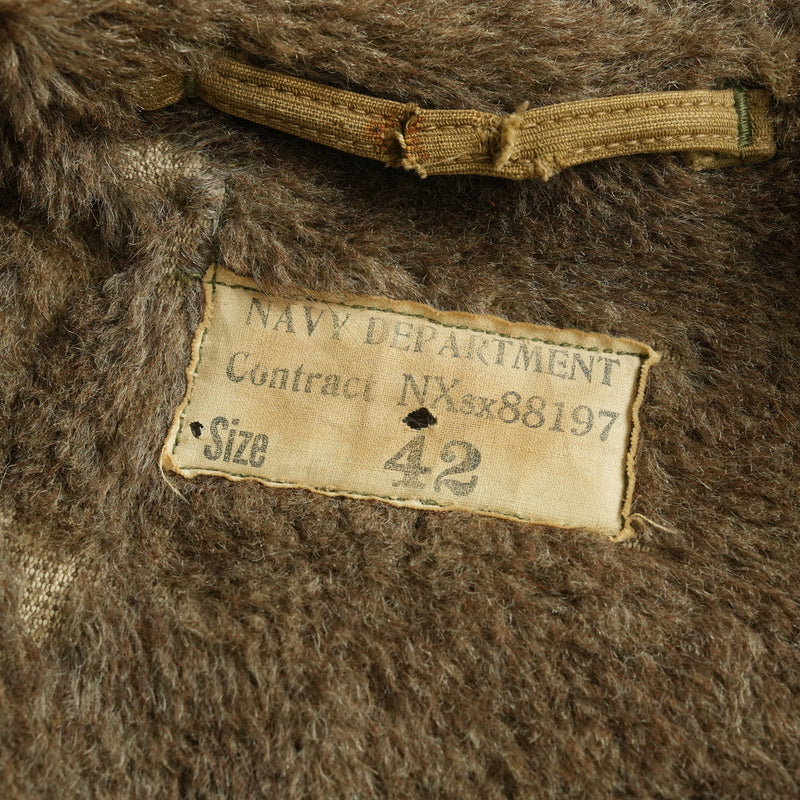 NAVY DEPARTMENT
Contract NXsx88197
Size 42